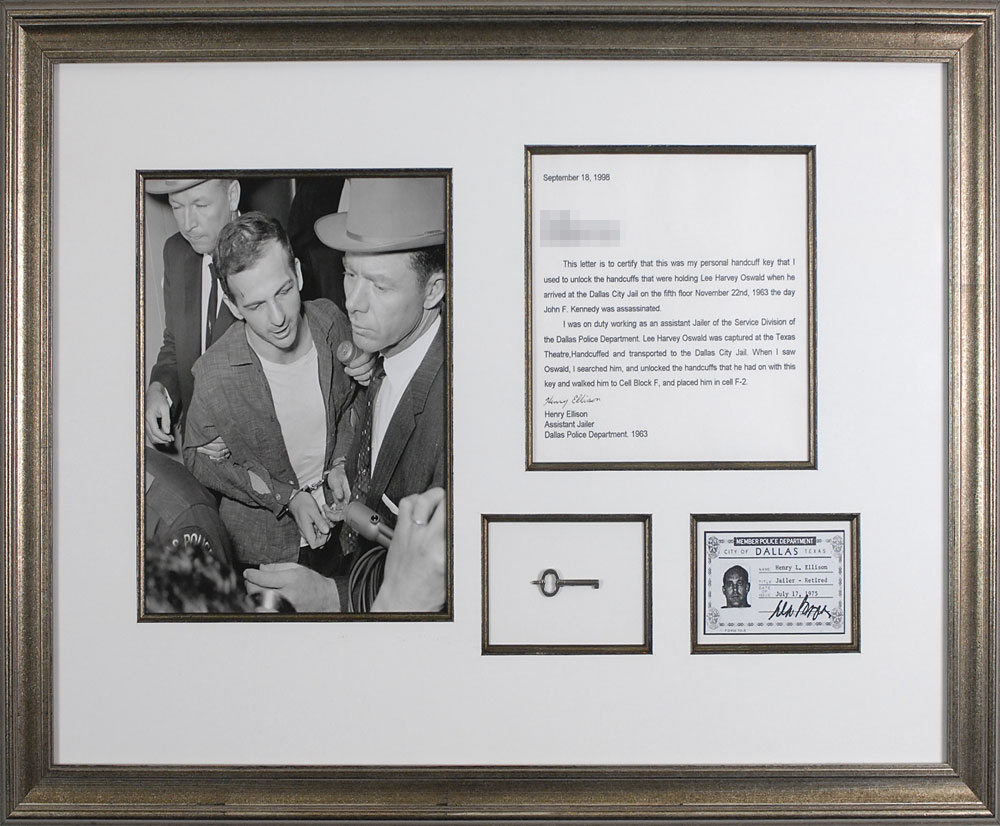 September 18, 1998
This letter is to certify that this was my personal handcuff key that I
used to unlock the handcuffs that were holding Lee Harvey Oswald when he
arrived at the Dallas City Jail on the fifth floor November 22nd, 1963 the day
John F. Kennedy was assassinated.
I was on duty working as an assistant Jailer of the Service Division of
the Dallas Police Department. Lee Harvey Oswald was captured at the Texas
Theatre,Handcuffed and transported to the Dallas City Jail. When I saw
Oswald, I searched him, and unlocked the handcuffs that he had on with this
key and walked him to Cell Block F, and placed him in cell F-2.
Henry Ellison
Henry Ellison
Assistant Jailer
Dallas Police Department. 1963
MEMBER POLICE DEPARTMENT
CITY OF DALLAS TEXAS
NAME Henry L. Ellison
TITLE Jailer - Retired
DATE OF ISSUE July 17, 1975